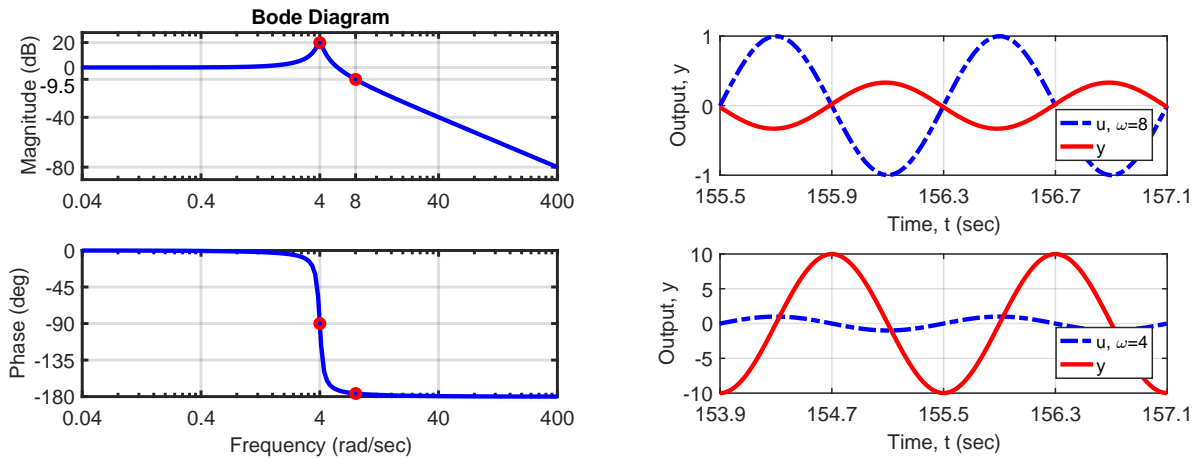 Bode Diagram
Magnitude (dB)
20
0
-9.5
-40
-80
0.04 0.4 4 8 40 400
Phase (deg)
0
-45
-90
-135
-180
0.04 0.4 4 8 40 400
Frequency (rad/sec)
Output, y
1
0
-1
u, ω=8
y
155.5 155.9 156.3 156.7 157.1
Time, t (sec)
Output, y
10
5
0
-5
-10
u, ω=4
y
153.9 154.7 155.5 156.3 157.1
Time, t (sec)